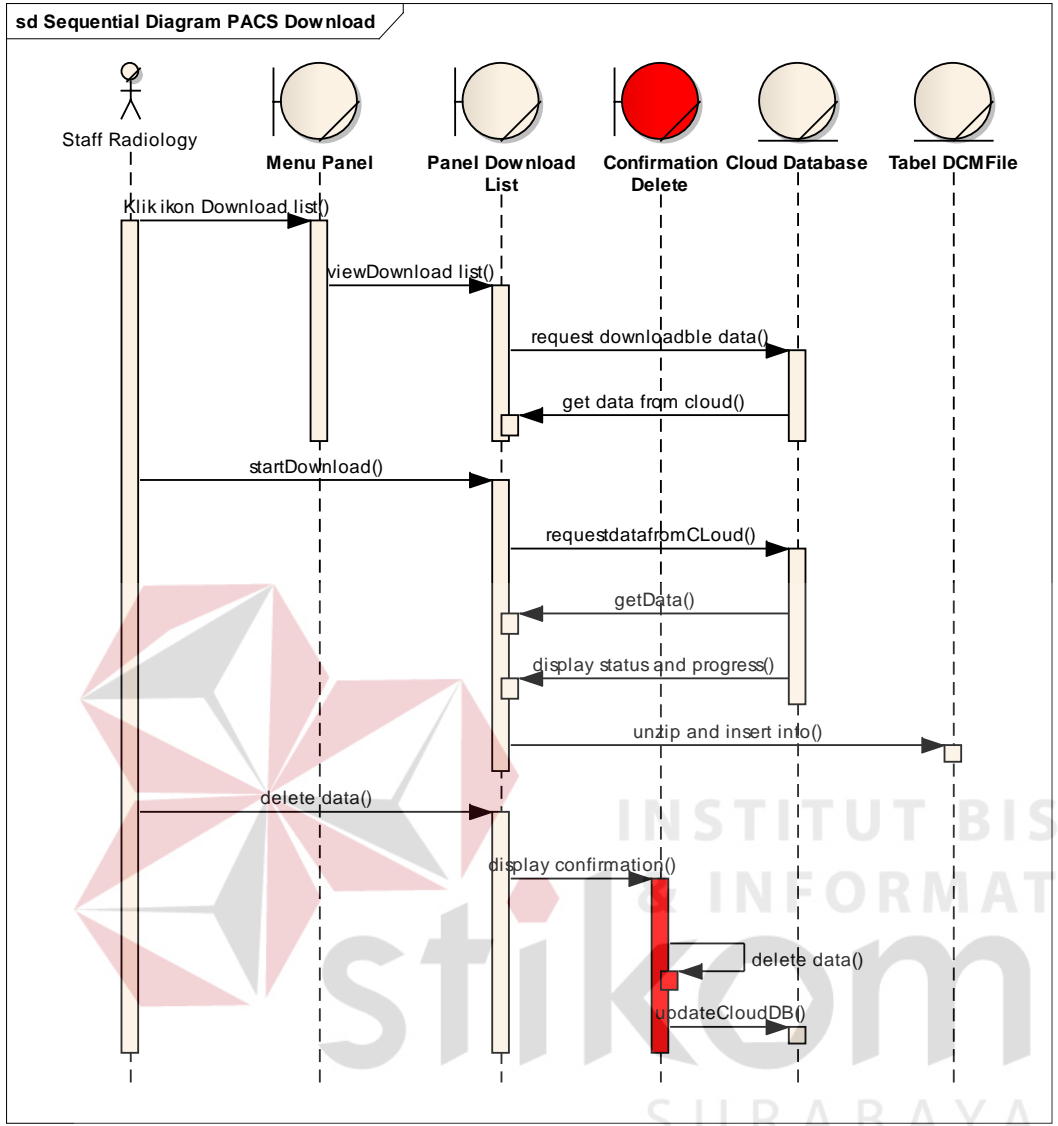 sd Sequential Diagram PACS Download
Staff Radiology
Menu Panel
Panel Download
List
Confirmation
Delete
Cloud Database
Tabel DCMFile
Klik ikon Download list()
viewDownload list()
request downloadble data()
get data from cloud()
startDownload()
requestdatafromCLoud()
getData()
display status and progress()
unzip and insert info()
delete data()
display confirmation()
delete data()
updateCloudDB()
INSTITUT BIS
& INFORMAT
stikom
SURABAYA